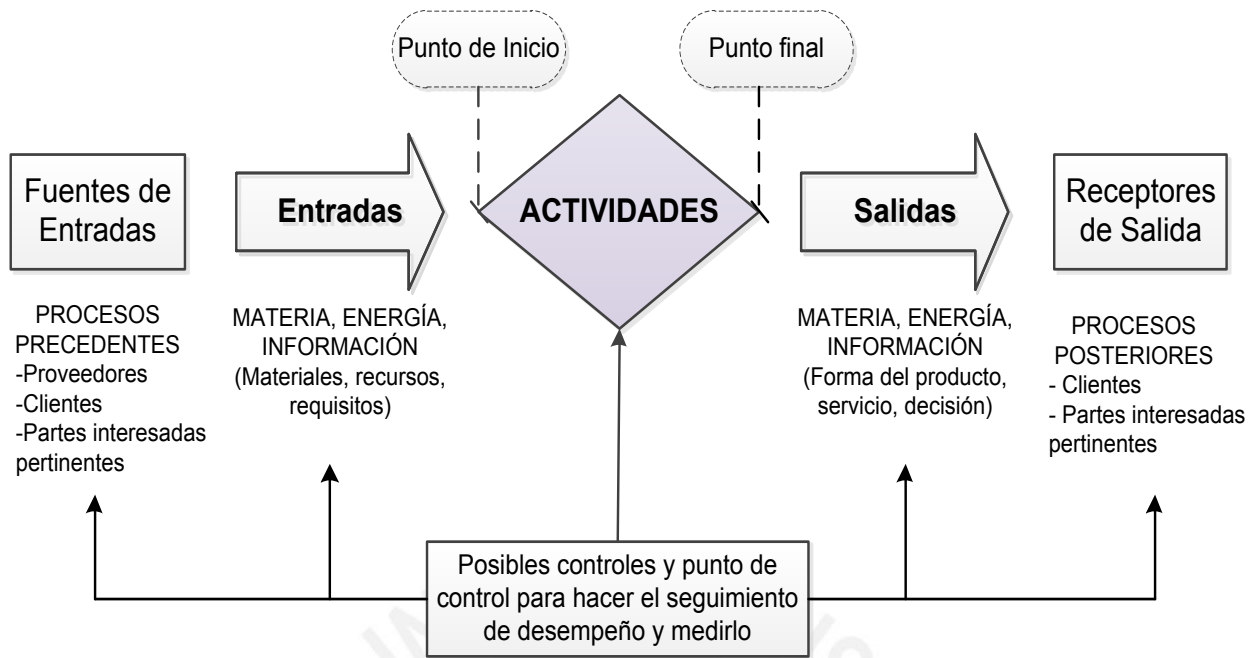 Punto de Inicio
Punto final
Fuentes de
Entradas
Entradas
ACTIVIDADES
Salidas
Receptores
de Salida
PROCESOS
PRECEDENTES
-Proveedores
-Clientes
-Partes interesadas
pertinentes
MATERIA, ENERGÍA,
INFORMACIÓN
(Materiales, recursos,
requisitos)
MATERIA, ENERGÍA,
INFORMACIÓN
(Forma del producto,
servicio, decisión)
PROCESOS
POSTERIORES
- Clientes
- Partes interesadas
pertinentes
Posibles controles y punto de
control para hacer el seguimiento
de desempeño y medirlo